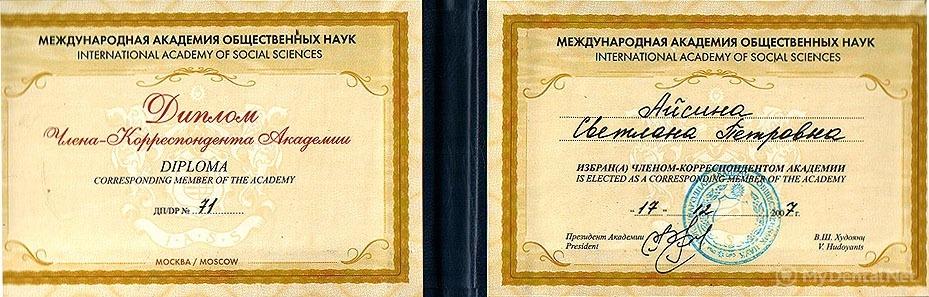 МЕЖДУНАРОДНАЯ АКАДЕМИЯ ОБЩЕСТВЕННЫХ НАУК
INTERNATIONAL ACADEMY OF SOCIAL SCIENCES
Диплом
Члена-Корреспондента Академии
DIPLOMA
CORRESPONDING MEMBER OF THE ACADEMY
ДП/DP № 71
МОСКВА / MOSCOW
МЕЖДУНАРОДНАЯ АКАДЕМИЯ ОБЩЕСТВЕННЫХ НАУК
INTERNATIONAL ACADEMY OF SOCIAL SCIENCES
Айсина
Светлана Петровна
ИЗБРАН(А) ЧЛЕНОМ-КОРРЕСПОНДЕНТОМ АКАДЕМИИ
IS ELECTED AS A CORRESPONDING MEMBER OF THE ACADEMY
- 17 - 12 2007 г.
Президент Академии В.Ш. Худоянц
President V. Hudoyants
MyDental.Net